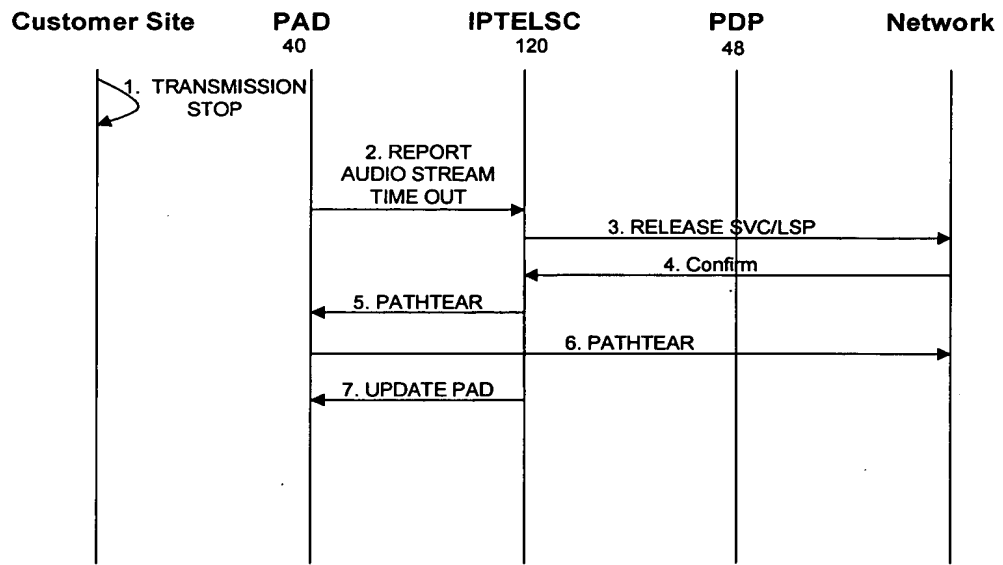 Customer Site PAD IPTELSC PDP Network
40 120 48
1. TRANSMISSION
STOP
2. REPORT
AUDIO STREAM
TIME OUT
3. RELEASE SVC/LSP
4. Confirm
5. PATHTEAR
6. PATHTEAR
7. UPDATE PAD